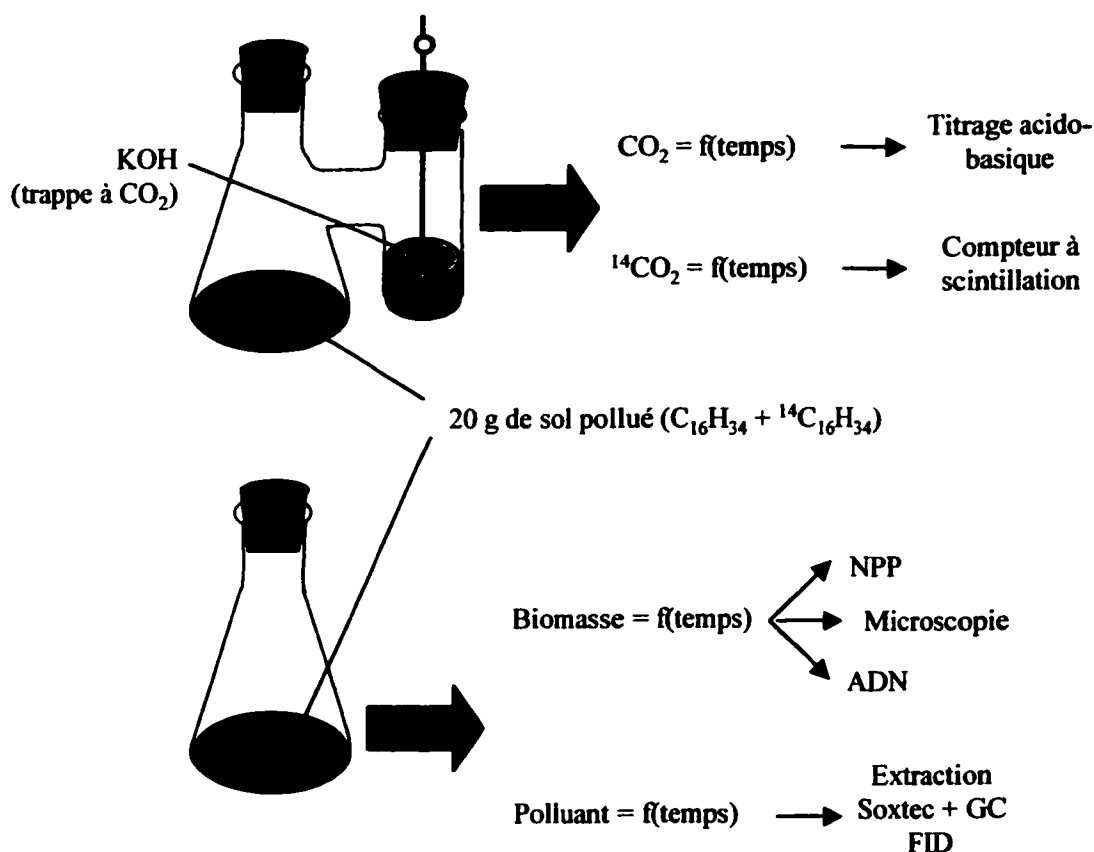 KOH
(trappe à CO₂)
CO₂ = f(temps)
Titrage acido-
basique
¹⁴CO₂ = f(temps)
Compteur à
scintillation
20 g de sol pollué (C₁₆H₃₄ + ¹⁴C₁₆H₃₄)
Biomasse = f(temps)
NPP
Microscopie
ADN
Polluant = f(temps)
Extraction
Soxtec + GC
FID